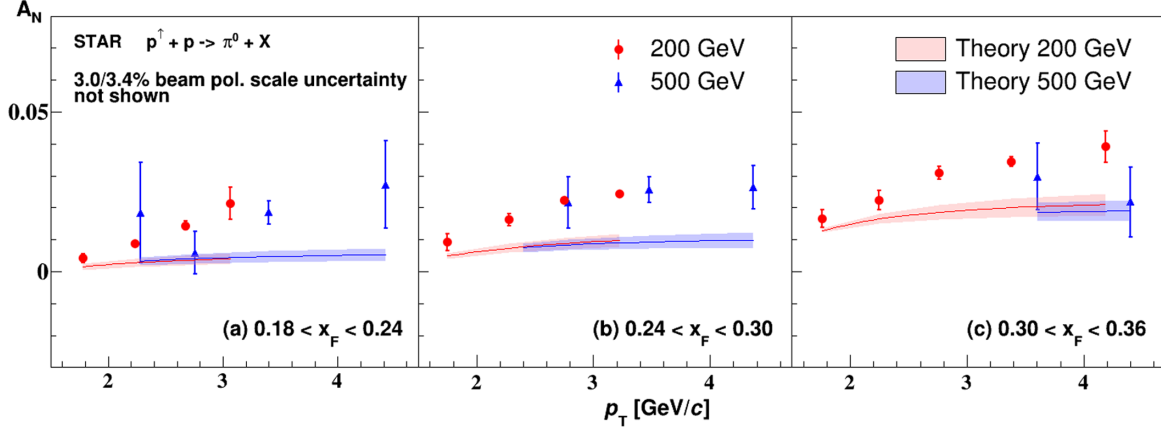 A_N
STAR p↑ + p -> π⁰ + X
3.0/3.4% beam pol. scale uncertainty
not shown
200 GeV
500 GeV
Theory 200 GeV
Theory 500 GeV
0.05
0
(a) 0.18 < x_F < 0.24
(b) 0.24 < x_F < 0.30
(c) 0.30 < x_F < 0.36
2 3 4 2 3 4 2 3 4
p_T [GeV/c]